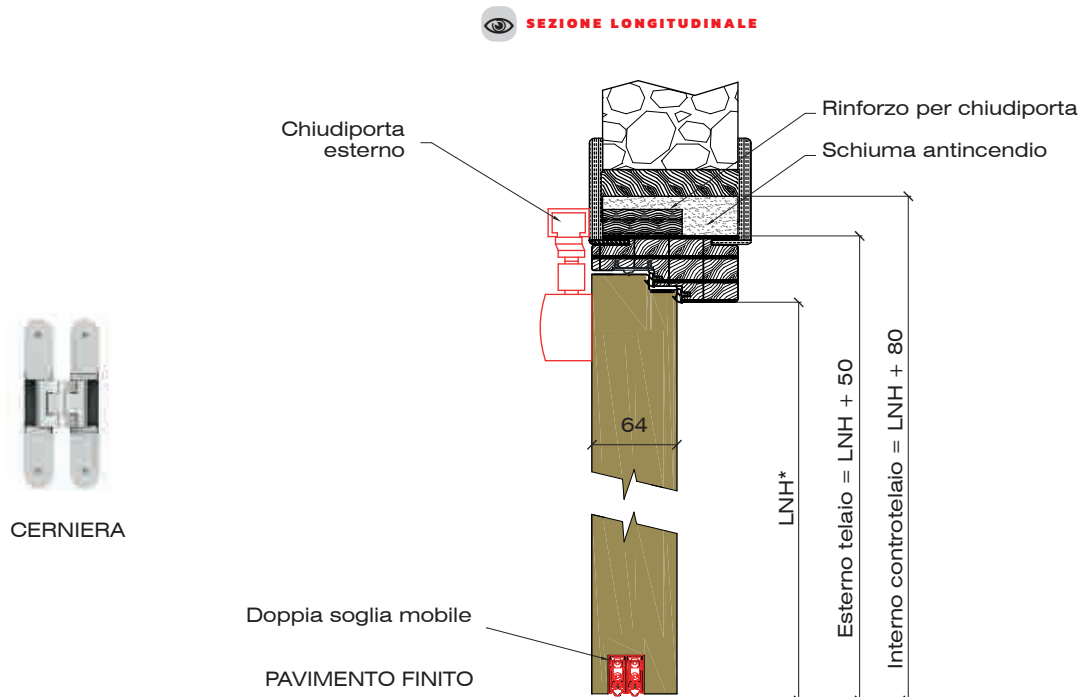 SEZIONE LONGITUDINALE
Chiudiporta
esterno
Rinforzo per chiudiporta
Schiuma antincendio
64
LNH*
Esterno telaio = LNH + 50
Interno controtelaio = LNH + 80
CERNIERA
Doppia soglia mobile
PAVIMENTO FINITO